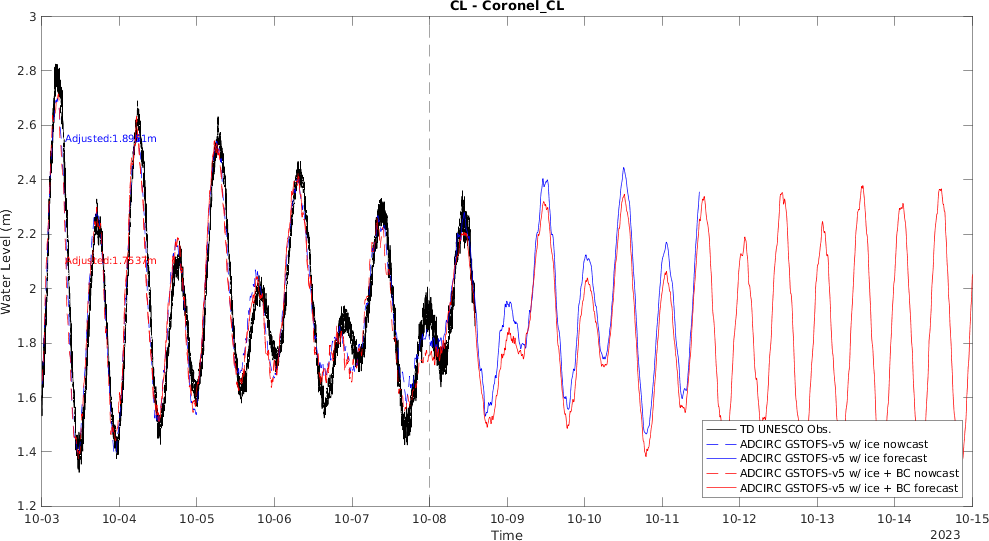 CL - Coronel_CL
3
2.8
2.6
2.4
2.2
2
1.8
1.6
1.4
1.2
Water Level (m)
Adjusted:1.8961m
Adjusted:1.7537m
10-03 10-04 10-05 10-06 10-07 10-08 10-09 10-10 10-11 10-12 10-13 10-14 10-15
Time
2023
TD UNESCO Obs.
ADCIRC GSTOFS-v5 w/ ice nowcast
ADCIRC GSTOFS-v5 w/ ice forecast
ADCIRC GSTOFS-v5 w/ ice + BC nowcast
ADCIRC GSTOFS-v5 w/ ice + BC forecast